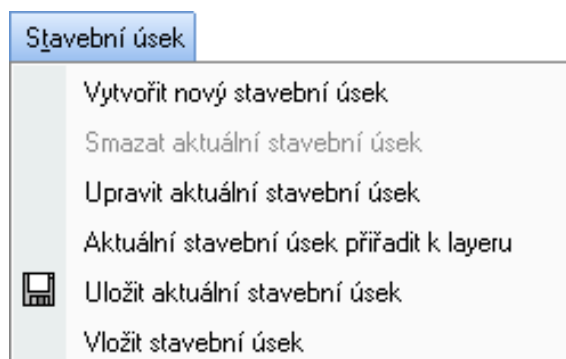 Stavební úsek
Vytvořit nový stavební úsek
Smazat aktuální stavební úsek
Upravit aktuální stavební úsek
Aktuální stavební úsek přiřadit k layeru
Uložit aktuální stavební úsek
Vložit stavební úsek